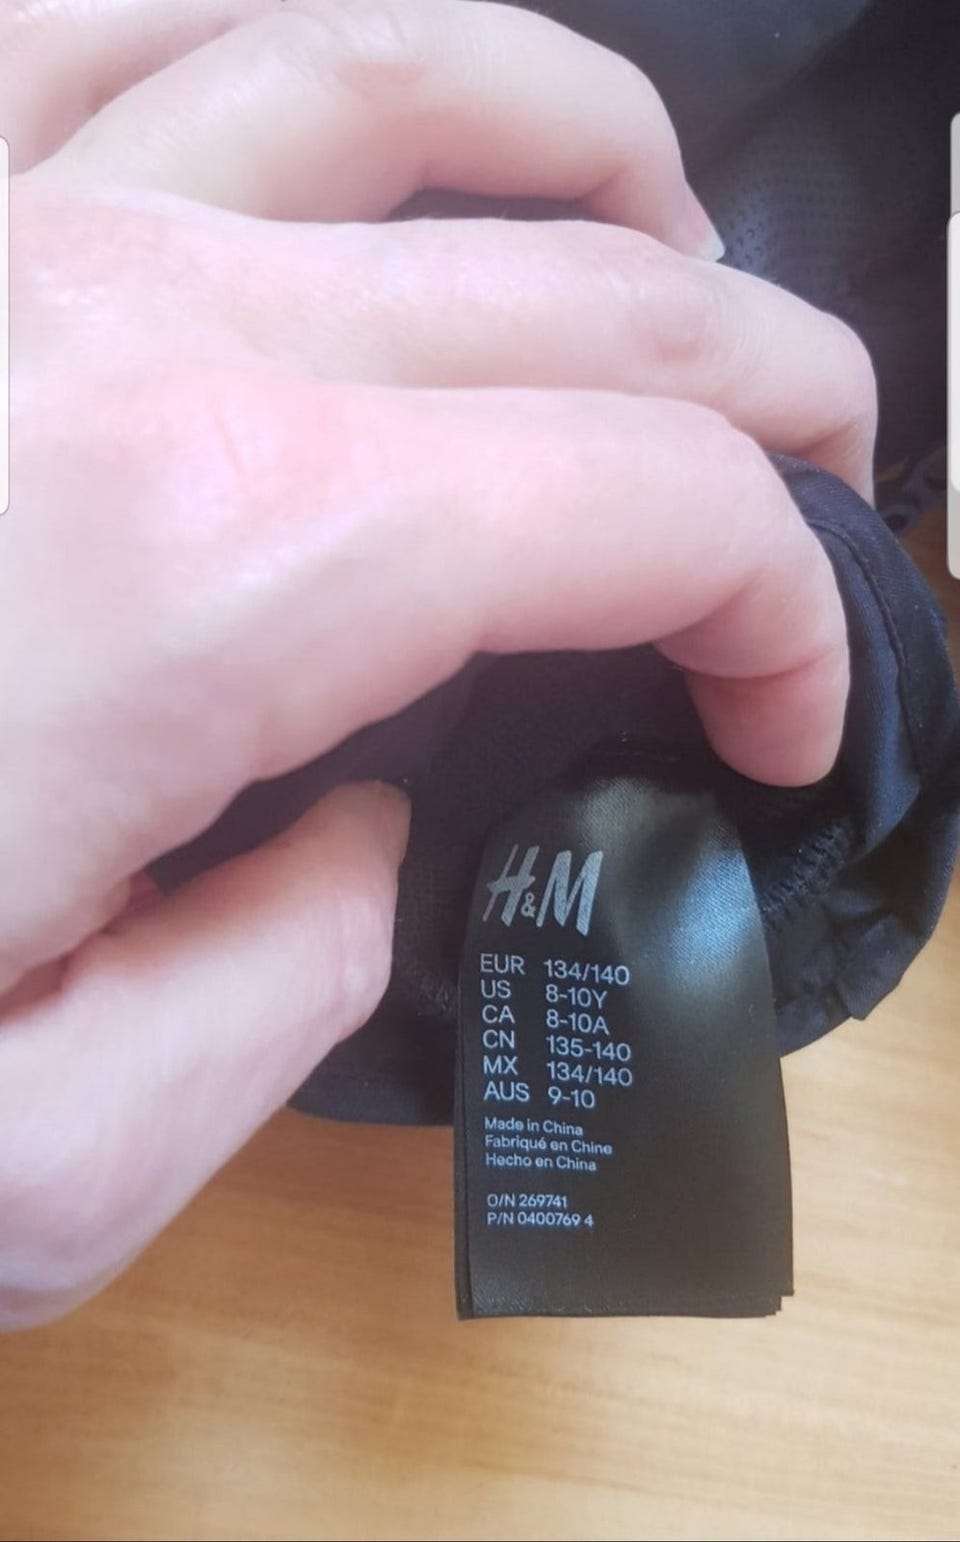 H&M
EUR 134/140
US 8-10Y
CA 8-10A
CN 135-140
MX 134/140
AUS 9-10
Made in China
Fabriqué en Chine
Hecho en China
O/N 269741
P/N 0400769 4